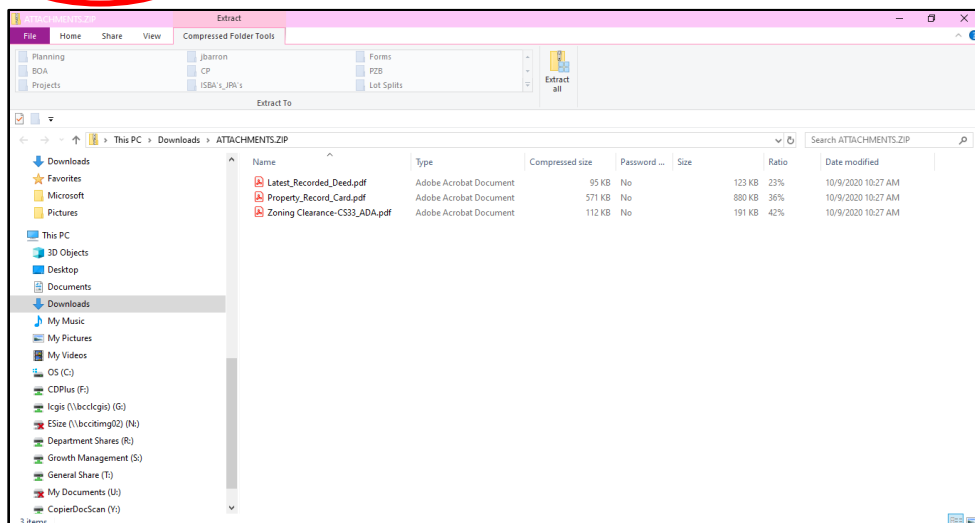 ATTACHMENTS.ZIP Extract
File Home Share View Compressed Folder Tools
Planning jbarron Forms
BOA CP PZB
Projects ISBA's_JPA's Lot Splits
Extract all
Extract To
This PC > Downloads > ATTACHMENTS.ZIP Search ATTACHMENTS.ZIP
Name Type Compressed size Password ... Size Ratio Date modified
Latest_Recorded_Deed.pdf Adobe Acrobat Document 95 KB No 123 KB 23% 10/9/2020 10:27 AM
Property_Record_Card.pdf Adobe Acrobat Document 571 KB No 880 KB 36% 10/9/2020 10:27 AM
Zoning Clearance-CS33_ADA.pdf Adobe Acrobat Document 112 KB No 191 KB 42% 10/9/2020 10:27 AM
Downloads
Favorites
Microsoft
Pictures
This PC
3D Objects
Desktop
Documents
Downloads
My Music
My Pictures
My Videos
OS (C:)
CDPlus (F:)
lcgis (\\bcclcgis) (G:)
ESize (\\bccitimg02) (N:)
Department Shares (R:)
Growth Management (S:)
General Share (T:)
My Documents (U:)
CopierDocScan (Y:)
3 items